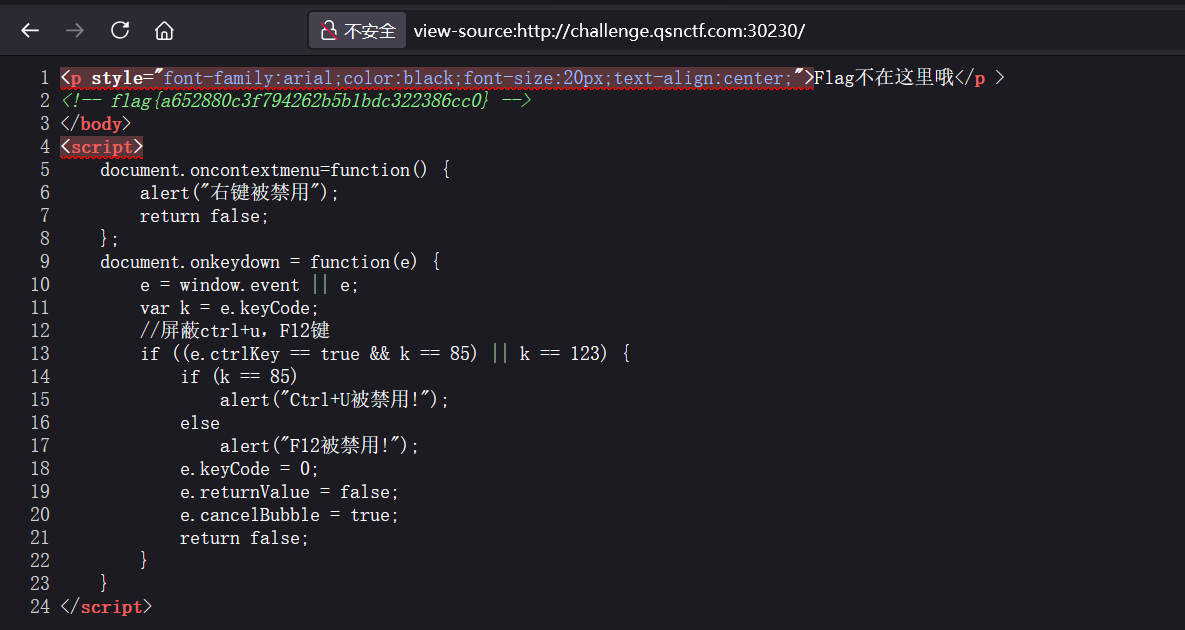 不安全 view-source:http://challenge.qsnctf.com:30230/
1 <p style="font-family:arial;color:black;font-size:20px;text-align:center;">Flag不在这里哦</p >
2 <!-- flag{a652880c3f794262b5b1bdc322386cc0} -->
3 </body>
4 <script>
5     document.oncontextmenu=function() {
6         alert("右键被禁用");
7         return false;
8     };
9     document.onkeydown = function(e) {
10         e = window.event || e;
11         var k = e.keyCode;
12         //屏蔽ctrl+u，F12键
13         if ((e.ctrlKey == true && k == 85) || k == 123) {
14             if (k == 85)
15                 alert("Ctrl+U被禁用!");
16             else
17                 alert("F12被禁用!");
18             e.keyCode = 0;
19             e.returnValue = false;
20             e.cancelBubble = true;
21             return false;
22         }
23     }
24 </script>